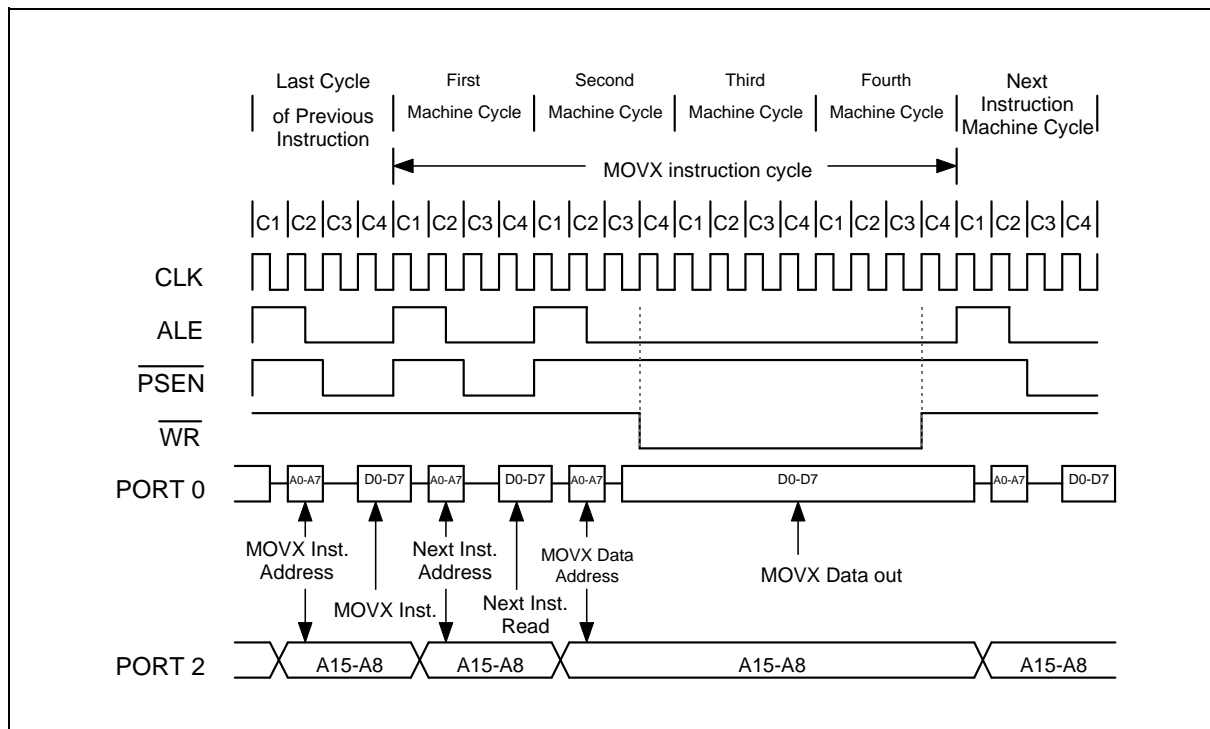 Last Cycle
of Previous
Instruction
First
Machine Cycle
Second
Machine Cycle
Third
Machine Cycle
Fourth
Machine Cycle
Next
Instruction
Machine Cycle
MOVX instruction cycle
C1 C2 C3 C4 C1 C2 C3 C4 C1 C2 C3 C4 C1 C2 C3 C4 C1 C2 C3 C4 C1 C2 C3 C4
CLK
ALE
PSEN
WR
PORT 0
A0-A7 D0-D7 A0-A7 D0-D7 A0-A7 D0-D7 A0-A7 D0-D7
MOVX Inst.
Address
MOVX Inst.
Next Inst.
Address
Next Inst.
Read
MOVX Data
Address
MOVX Data out
PORT 2
A15-A8 A15-A8 A15-A8 A15-A8